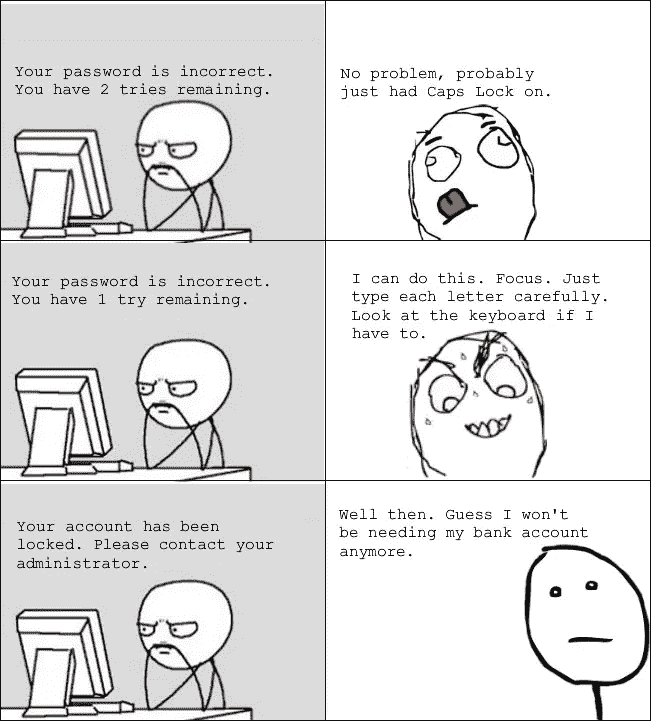 Your password is incorrect.
You have 2 tries remaining.
No problem, probably
just had Caps Lock on.
Your password is incorrect.
You have 1 try remaining.
I can do this. Focus. Just
type each letter carefully.
Look at the keyboard if I
have to.
Your account has been
locked. Please contact your
administrator.
Well then. Guess I won't
be needing my bank account
anymore.